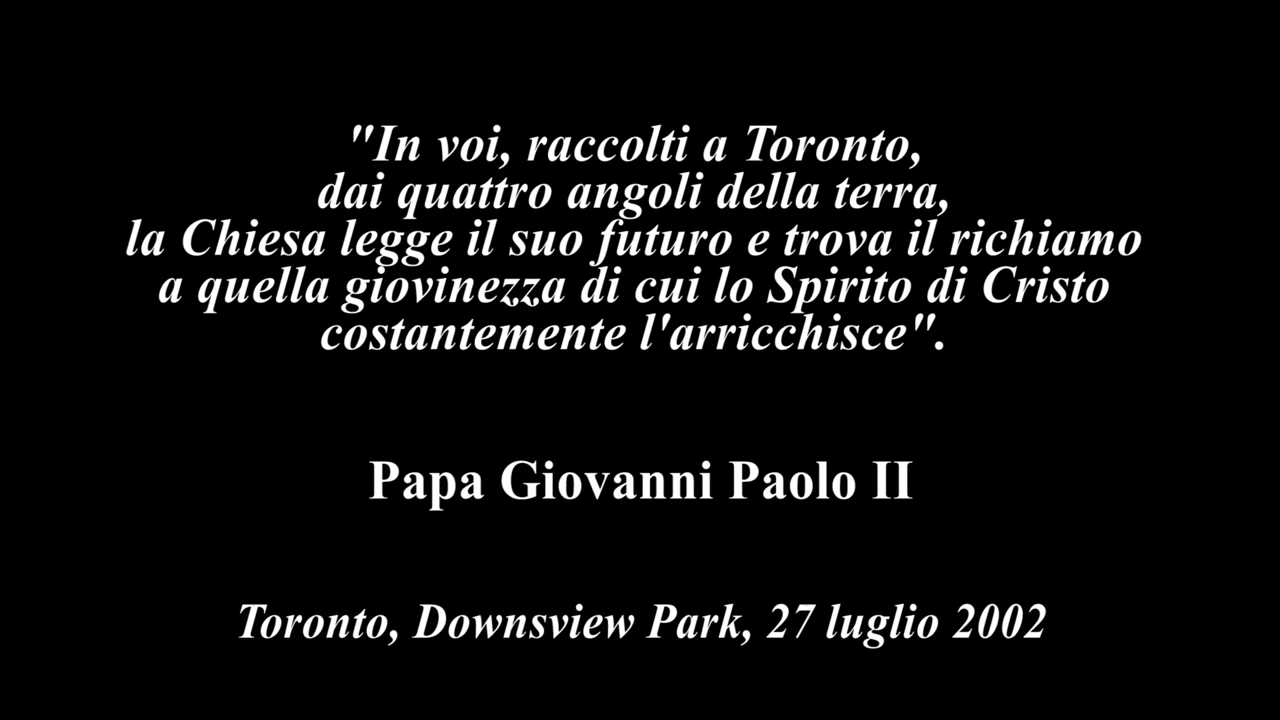 "In voi, raccolti a Toronto,
dai quattro angoli della terra,
la Chiesa legge il suo futuro e trova il richiamo
a quella giovinezza di cui lo Spirito di Cristo
costantemente l'arricchisce".
Papa Giovanni Paolo II
Toronto, Downsview Park, 27 luglio 2002